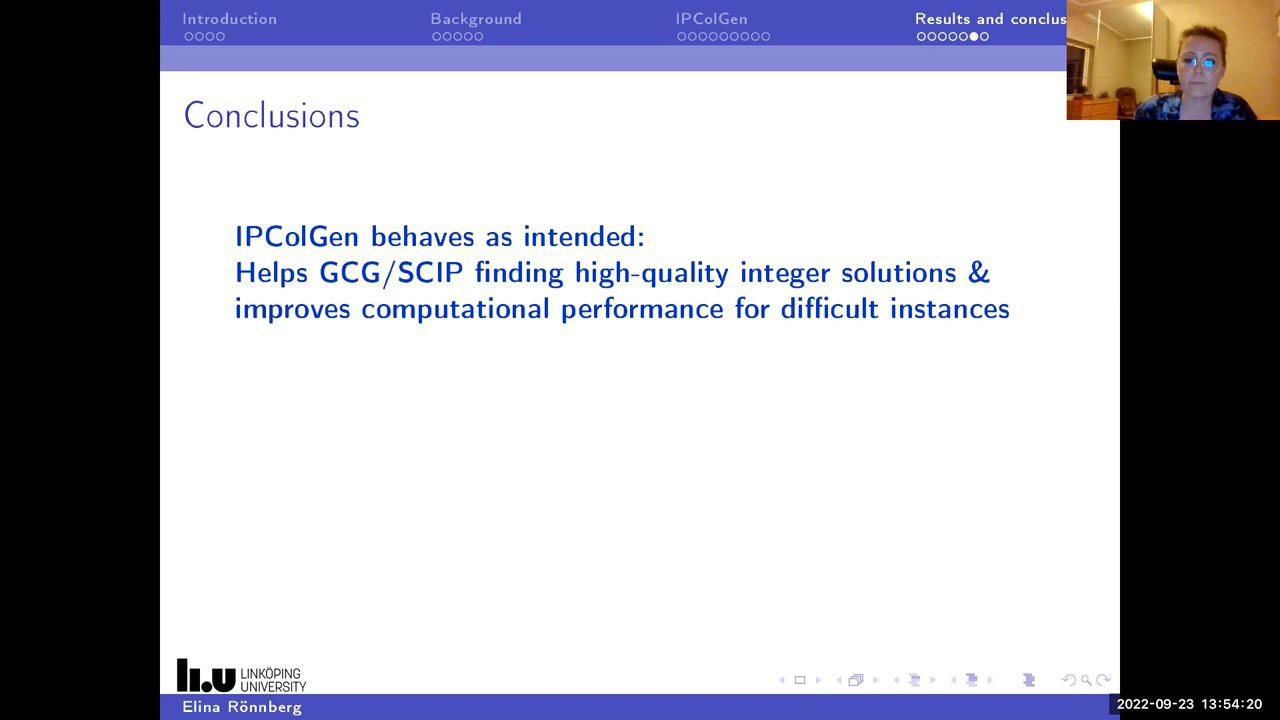 Introduction
Background
IPColGen
Results and conclus
Conclusions
IPColGen behaves as intended:
Helps GCG/SCIP finding high-quality integer solutions &
improves computational performance for difficult instances
LINKÖPING
UNIVERSITY
Elina Rönnberg
2022-09-23 13:54:20